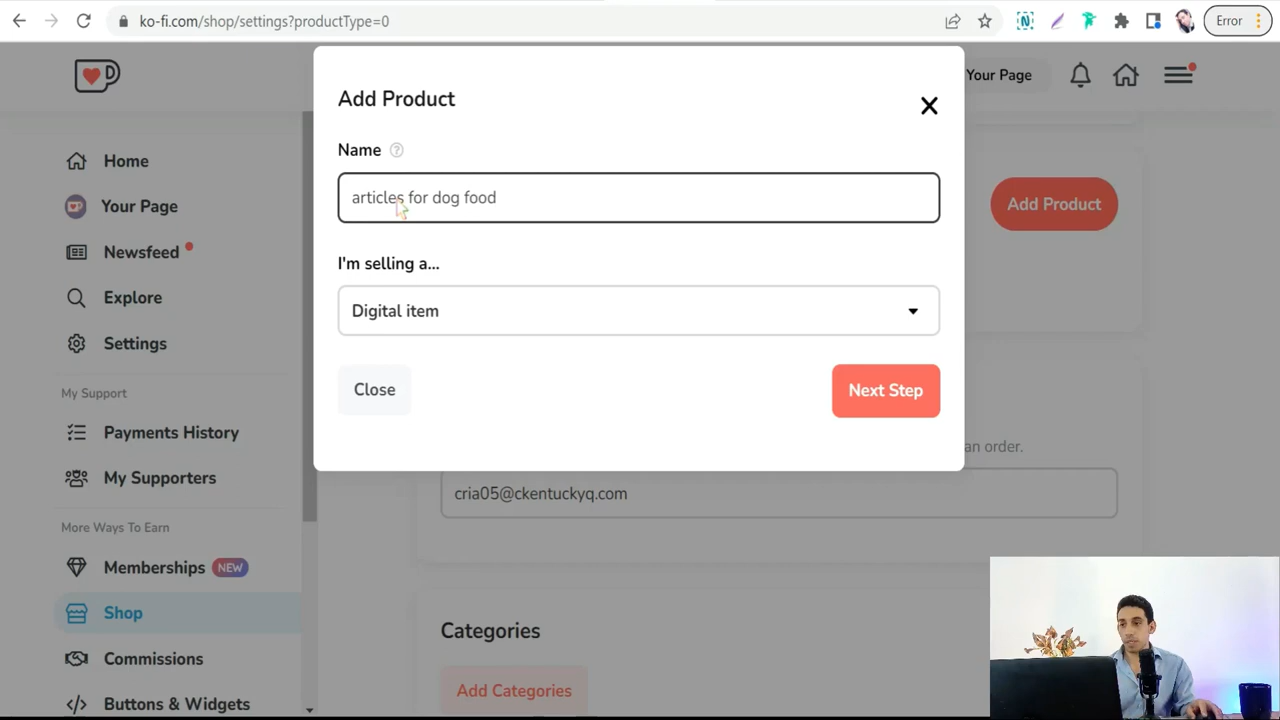 ko-fi.com/shop/settings?productType=0
Error
Add Product
Your Page
Name ?
articles for dog food
Add Product
I'm selling a...
Digital item
Close
Next Step
Home
Your Page
Newsfeed
Explore
Settings
My Support
Payments History
My Supporters
More Ways To Earn
Memberships NEW
Shop
Commissions
Buttons & Widgets
an order.
cria05@ckentuckyq.com
Categories
Add Categories